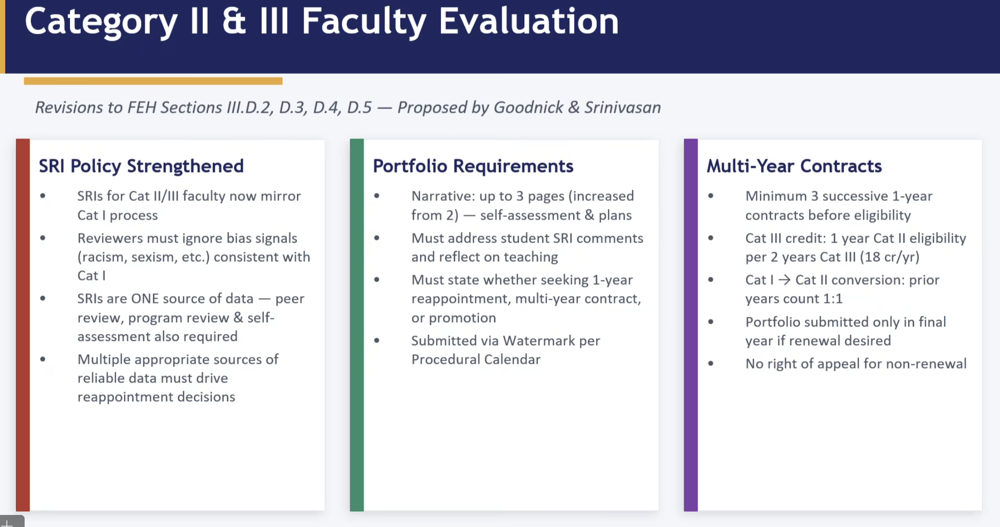 Category II & III Faculty Evaluation
Revisions to FEH Sections III.D.2, D.3, D.4, D.5 — Proposed by Goodnick & Srinivasan
SRI Policy Strengthened
• SRIs for Cat II/III faculty now mirror
Cat I process
• Reviewers must ignore bias signals
(racism, sexism, etc.) consistent with
Cat I
• SRIs are ONE source of data — peer
review, program review & self-
assessment also required
• Multiple appropriate sources of
reliable data must drive
reappointment decisions
Portfolio Requirements
• Narrative: up to 3 pages (increased
from 2) — self-assessment & plans
• Must address student SRI comments
and reflect on teaching
• Must state whether seeking 1-year
reappointment, multi-year contract,
or promotion
• Submitted via Watermark per
Procedural Calendar
Multi-Year Contracts
• Minimum 3 successive 1-year
contracts before eligibility
• Cat III credit: 1 year Cat II eligibility
per 2 years Cat III (18 cr/yr)
• Cat I → Cat II conversion: prior
years count 1:1
• Portfolio submitted only in final
year if renewal desired
• No right of appeal for non-renewal